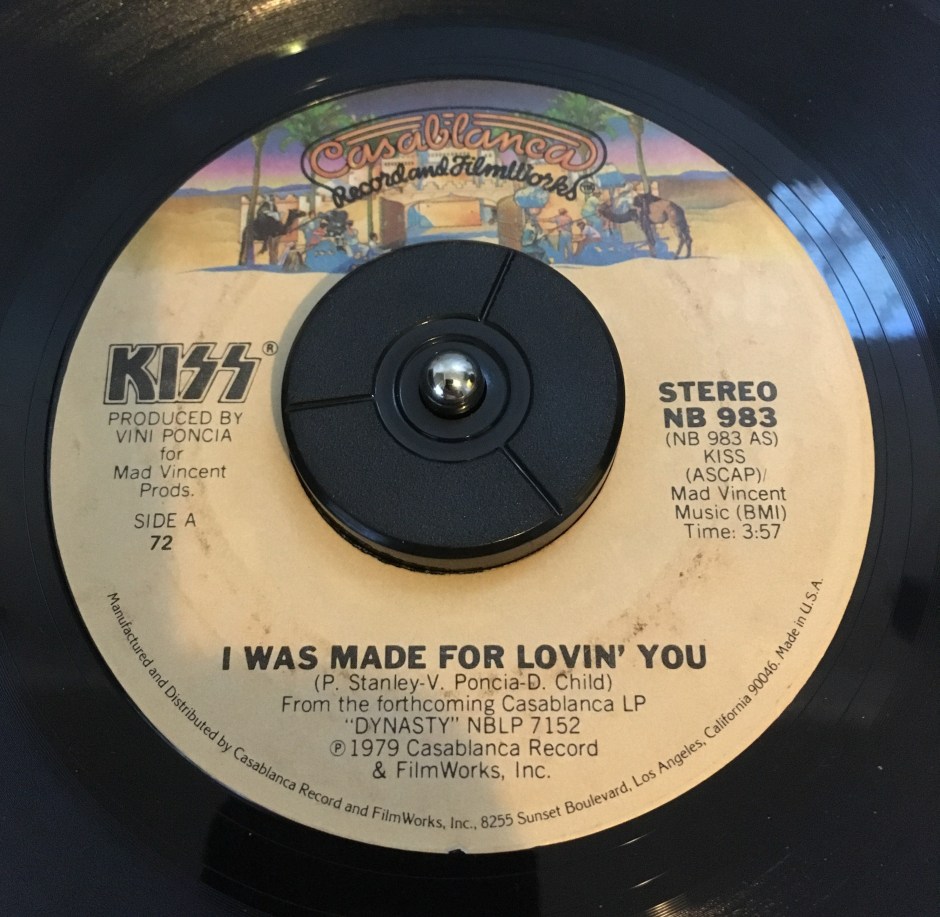 Casablanca
Record and FilmWorks
KISS®
PRODUCED BY
VINI PONCIA
for
Mad Vincent
Prods.
SIDE A
72
STEREO
NB 983
(NB 983 AS)
KISS
(ASCAP)/
Mad Vincent
Music (BMI)
Time: 3:57
I WAS MADE FOR LOVIN' YOU
(P. Stanley-V. Poncia-D. Child)
From the forthcoming Casablanca LP
"DYNASTY" NBLP 7152
℗ 1979 Casablanca Record
& FilmWorks, Inc.
Manufactured and Distributed by Casablanca Record and FilmWorks, Inc., 8255 Sunset Boulevard, Los Angeles, California 90046. Made in U.S.A.